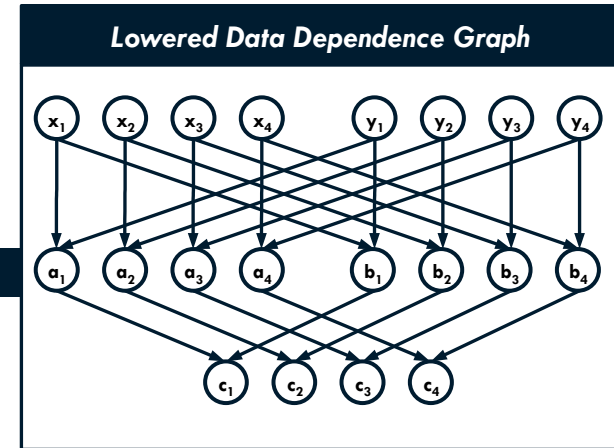 Lowered Data Dependence Graph
x₁ x₂ x₃ x₄ y₁ y₂ y₃ y₄
a₁ a₂ a₃ a₄ b₁ b₂ b₃ b₄
c₁ c₂ c₃ c₄